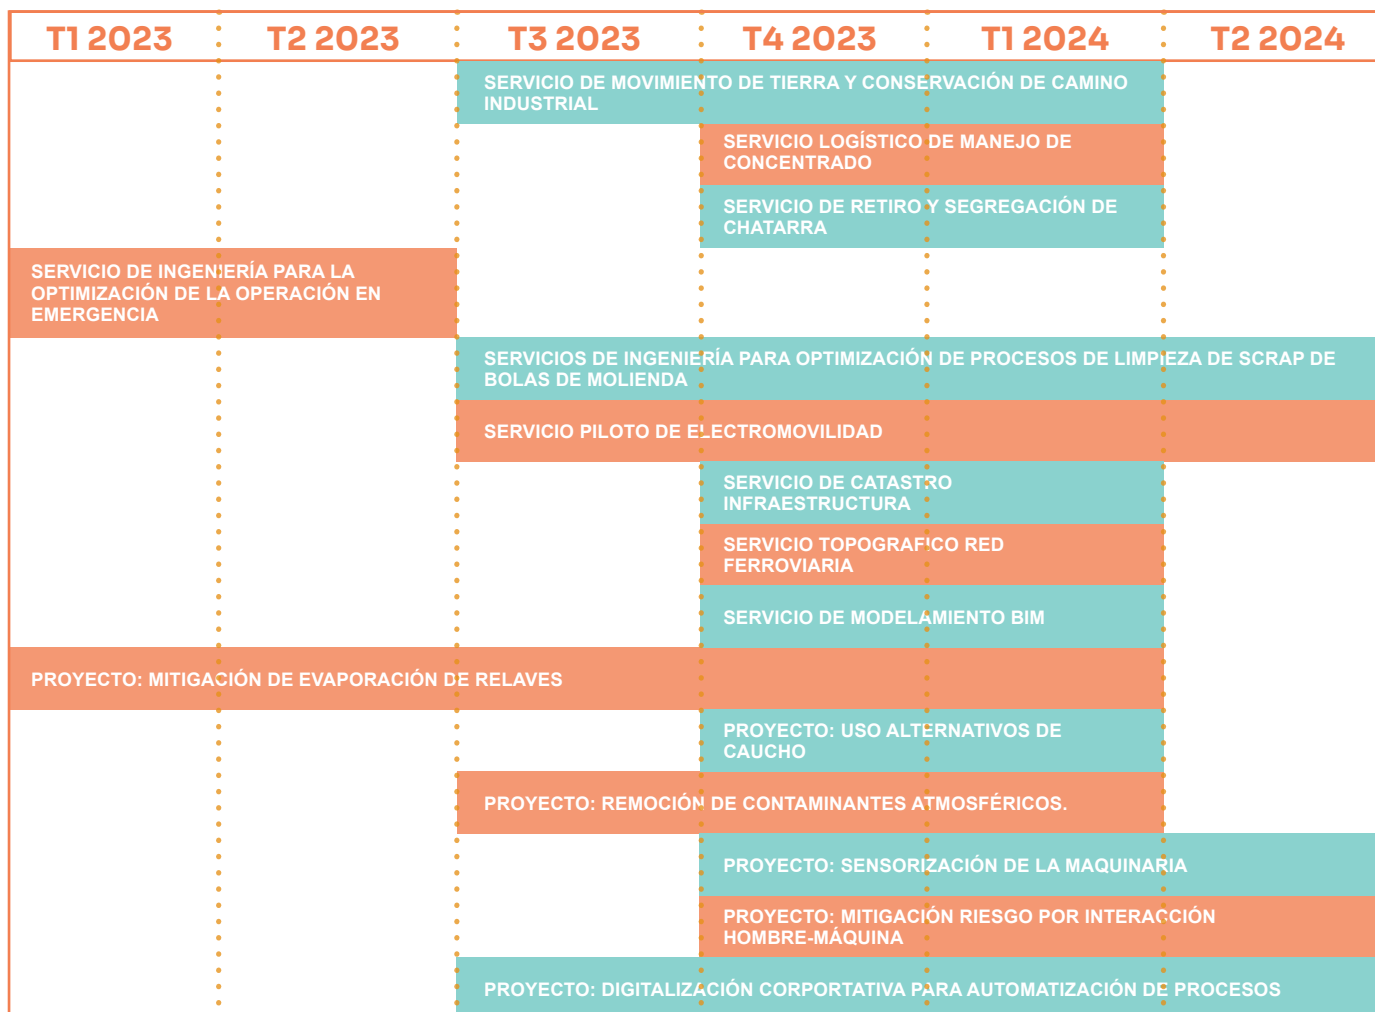 T1 2023 T2 2023 T3 2023 T4 2023 T1 2024 T2 2024
SERVICIO DE MOVIMIENTO DE TIERRA Y CONSERVACIÓN DE CAMINO
INDUSTRIAL
SERVICIO LOGÍSTICO DE MANEJO DE
CONCENTRADO
SERVICIO DE RETIRO Y SEGREGACIÓN DE
CHATARRA
SERVICIO DE INGENIERÍA PARA LA
OPTIMIZACIÓN DE LA OPERACIÓN EN
EMERGENCIA
SERVICIOS DE INGENIERÍA PARA OPTIMIZACIÓN DE PROCESOS DE LIMPIEZA DE SCRAP DE
BOLAS DE MOLIENDA
SERVICIO PILOTO DE ELECTROMOVILIDAD
SERVICIO DE CATASTRO
INFRAESTRUCTURA
SERVICIO TOPOGRAFICO RED
FERROVIARIA
SERVICIO DE MODELAMIENTO BIM
PROYECTO: MITIGACIÓN DE EVAPORACIÓN DE RELAVES
PROYECTO: USO ALTERNATIVOS DE
CAUCHO
PROYECTO: REMOCIÓN DE CONTAMINANTES ATMOSFÉRICOS.
PROYECTO: SENSORIZACIÓN DE LA MAQUINARIA
PROYECTO: MITIGACIÓN RIESGO POR INTERACCIÓN
HOMBRE-MÁQUINA
PROYECTO: DIGITALIZACIÓN CORPORTATIVA PARA AUTOMATIZACIÓN DE PROCESOS